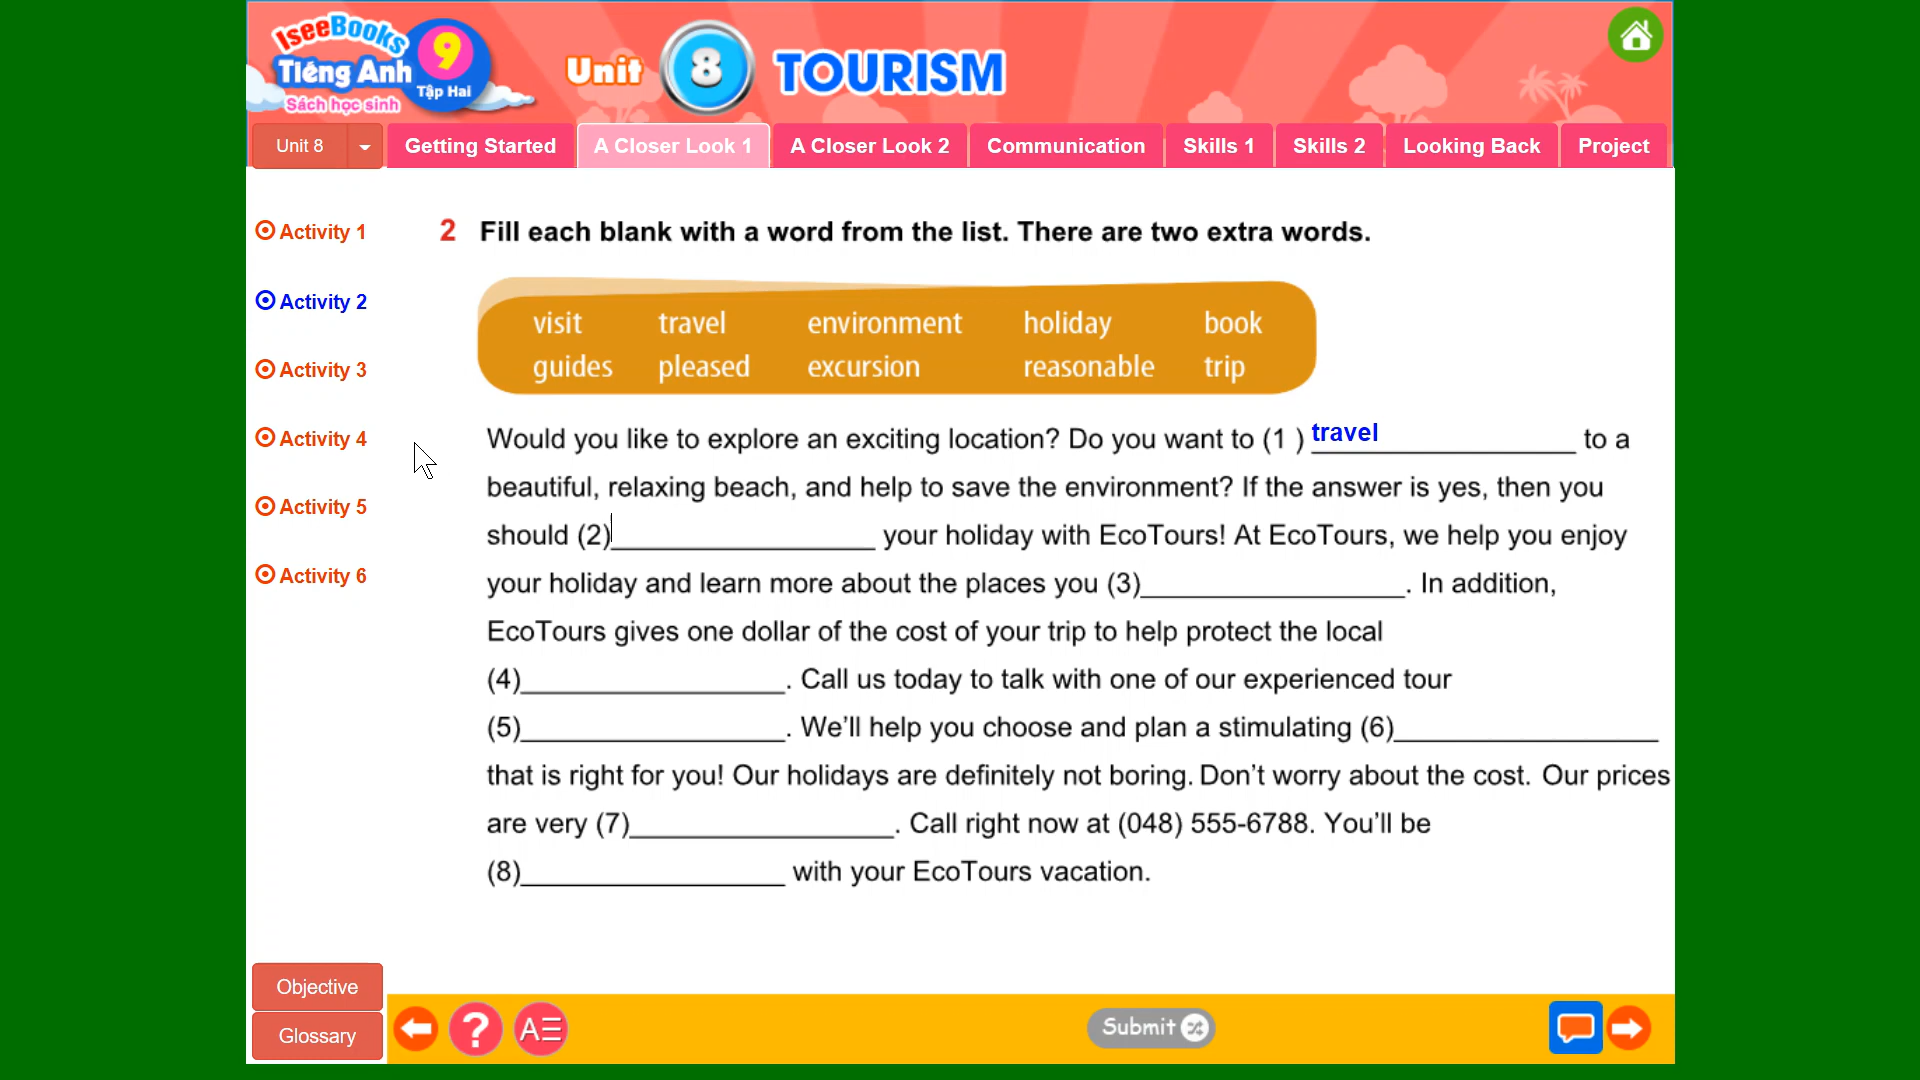 IseeBooks
Tiếng Anh 9
Tập Hai
Sách học sinh
Unit 8 TOURISM
Unit 8 Getting Started A Closer Look 1 A Closer Look 2 Communication Skills 1 Skills 2 Looking Back Project
Activity 1
Activity 2
Activity 3
Activity 4
Activity 5
Activity 6
2 Fill each blank with a word from the list. There are two extra words.
visit travel environment holiday book
guides pleased excursion reasonable trip
Would you like to explore an exciting location? Do you want to (1 ) travel to a
beautiful, relaxing beach, and help to save the environment? If the answer is yes, then you
should (2)__________________ your holiday with EcoTours! At EcoTours, we help you enjoy
your holiday and learn more about the places you (3)__________________. In addition,
EcoTours gives one dollar of the cost of your trip to help protect the local
(4)__________________. Call us today to talk with one of our experienced tour
(5)__________________. We’ll help you choose and plan a stimulating (6)__________________
that is right for you! Our holidays are definitely not boring. Don’t worry about the cost. Our prices
are very (7)__________________. Call right now at (048) 555-6788. You’ll be
(8)__________________ with your EcoTours vacation.
Objective
Glossary
? A Submit